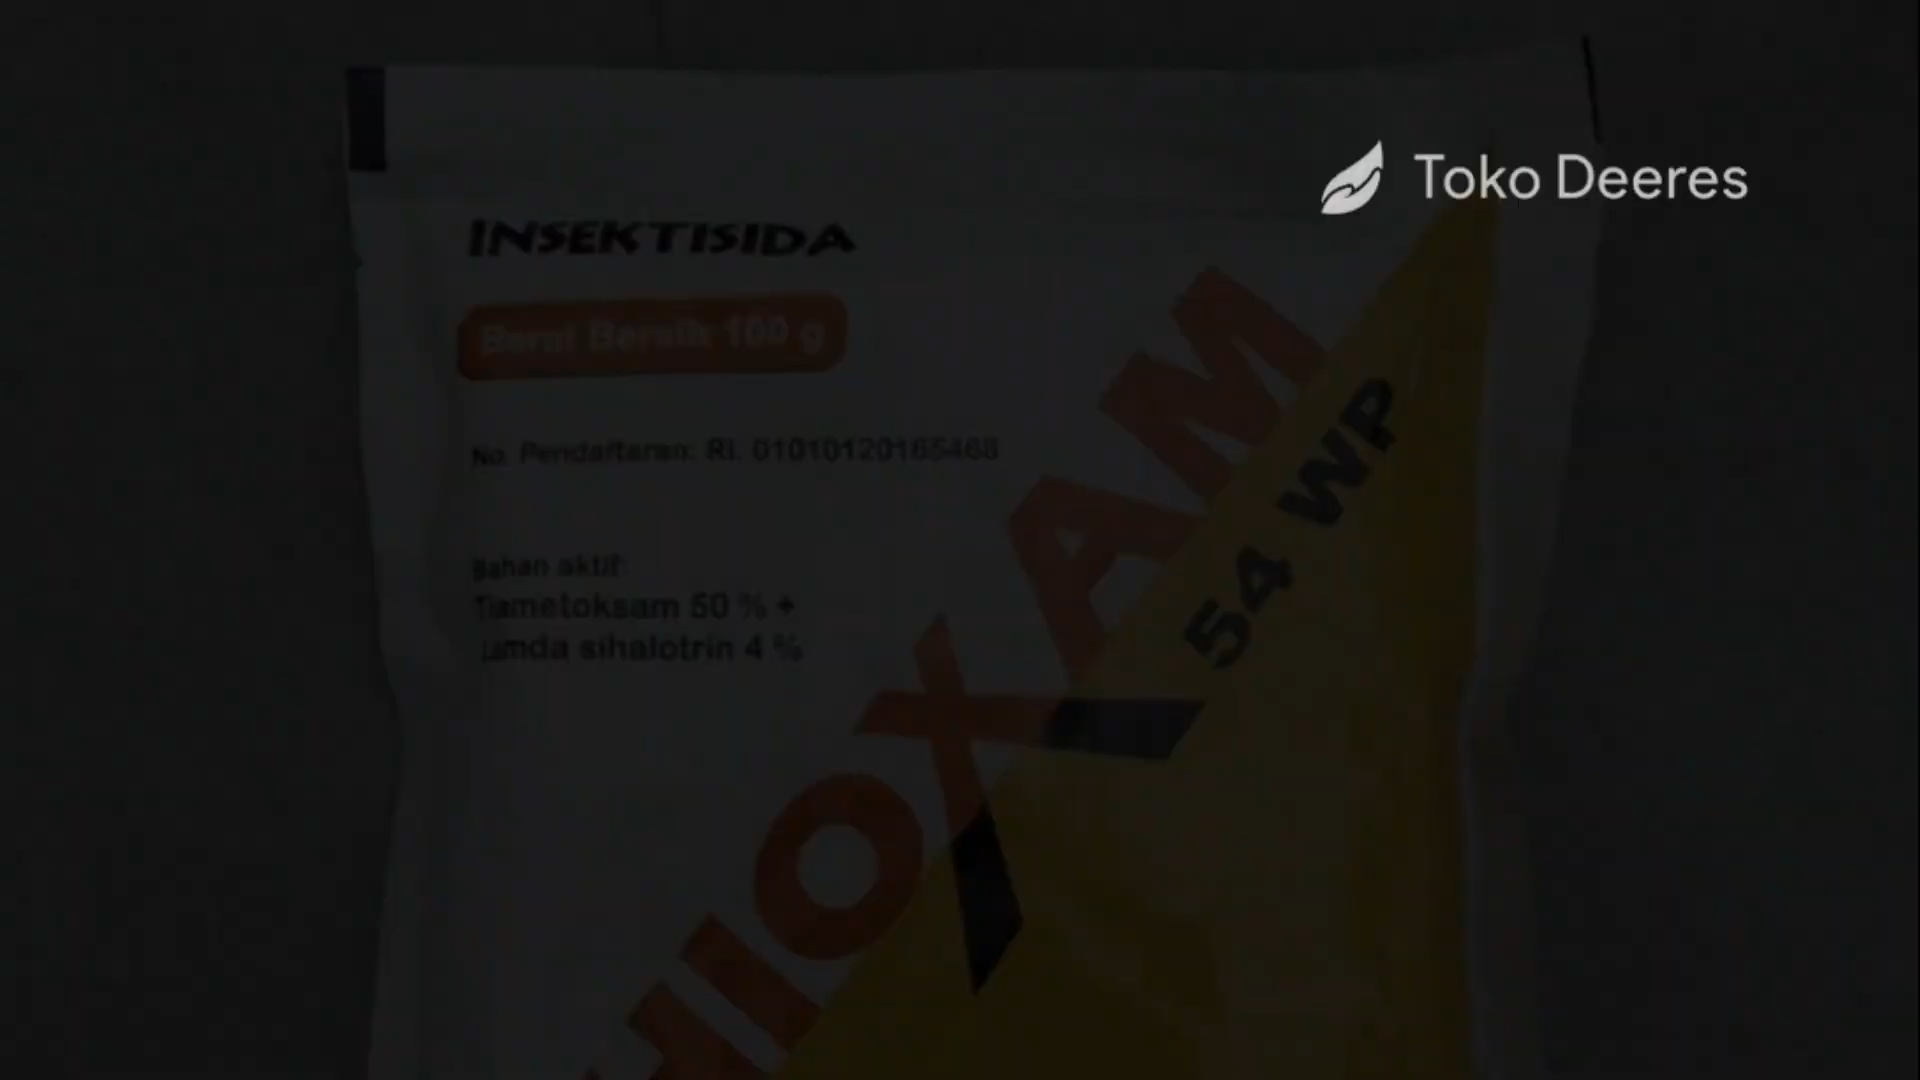 Toko Deeres
INSEKTISIDA
Berat Bersih 100 g
No. Pendaftaran: RI. 01010120165468
Bahan aktif:
Tiametoksam 50 % +
Lamda sihalotrin 4 %
HIOXAM
54 WP